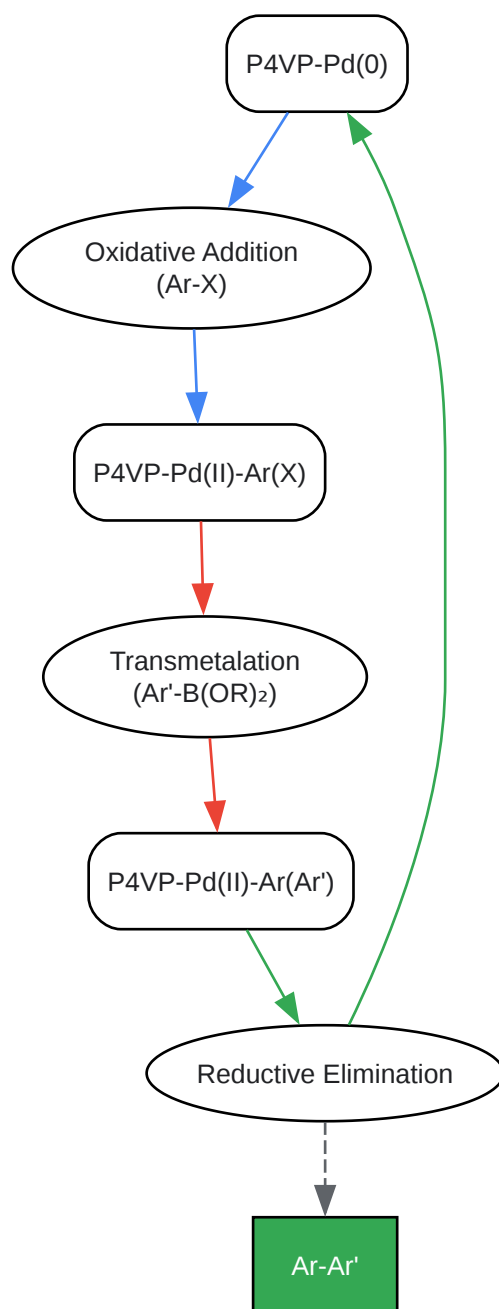 P4VP-Pd(0)
Oxidative Addition
(Ar-X)
P4VP-Pd(II)-Ar(X)
Transmetalation
(Ar'-B(OR)₂)
P4VP-Pd(II)-Ar(Ar')
Reductive Elimination
Ar-Ar'